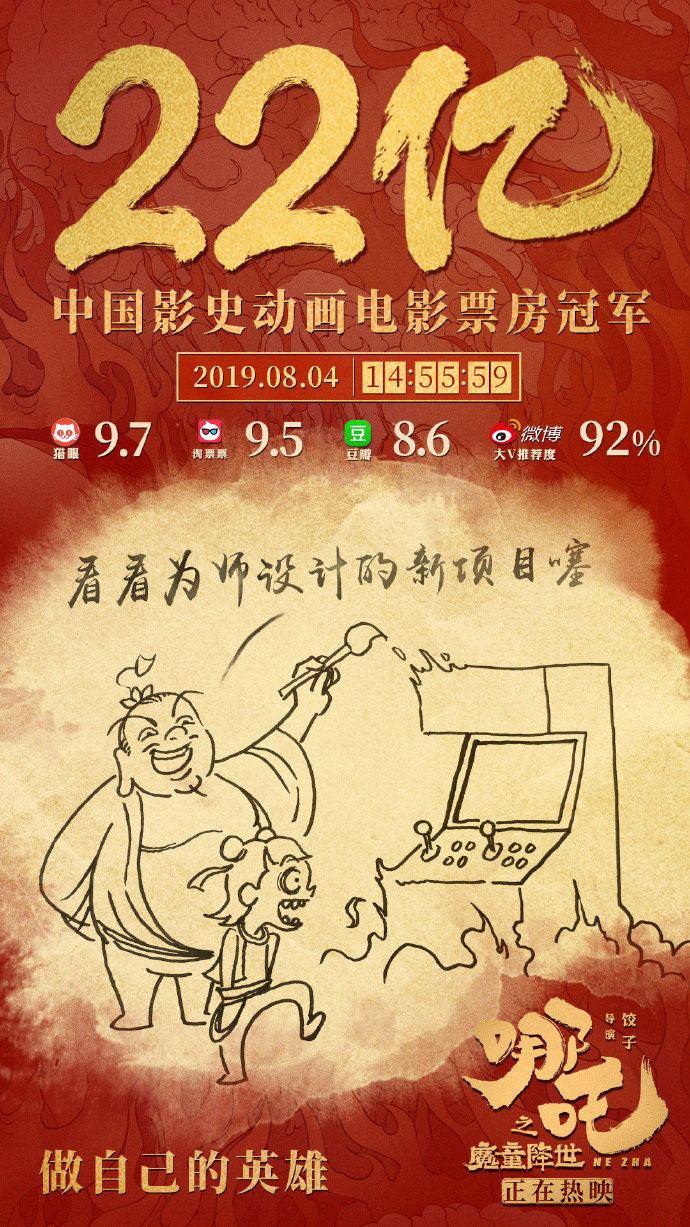 22亿
中国影史动画电影票房冠军
2019.08.04 14:55:59
猫眼 9.7 淘票票 9.5 豆瓣 8.6 微博 大V推荐度 92%
豆
看看为师设计的新项目噻
哪吒
之
魔童降世
NE ZHA
导演 饺子
正在热映
做自己的英雄